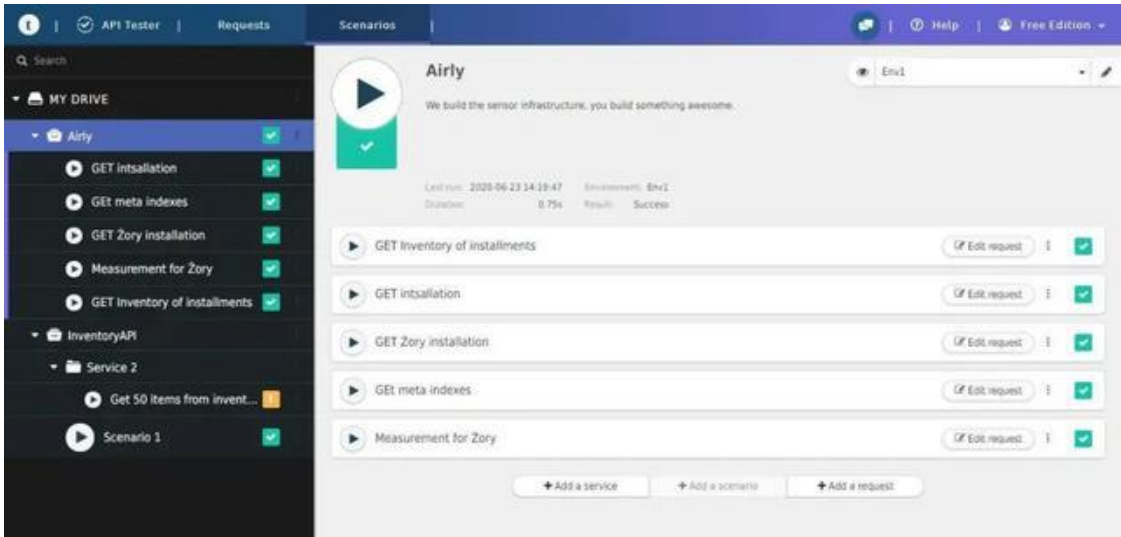 t | API Tester | Requests Scenarios | | Help | Free Edition
Search
MY DRIVE
Airly
GET intsallation
GEt meta indexes
GET Żory installation
Measurement for Żory
GET Inventory of installments
InventoryAPI
Service 2
Get 50 items from invent...
Scenario 1
Airly
Env1
We build the sensor infrastructure, you build something awesome.
Last run: 2020-06-23 14:19:47 Environment: Env1
Duration: 0.75s Result: Success
GET Inventory of installments Edit request
GET intsallation Edit request
GET Żory installation Edit request
GEt meta indexes Edit request
Measurement for Żory Edit request
+ Add a service + Add a scenario + Add a request